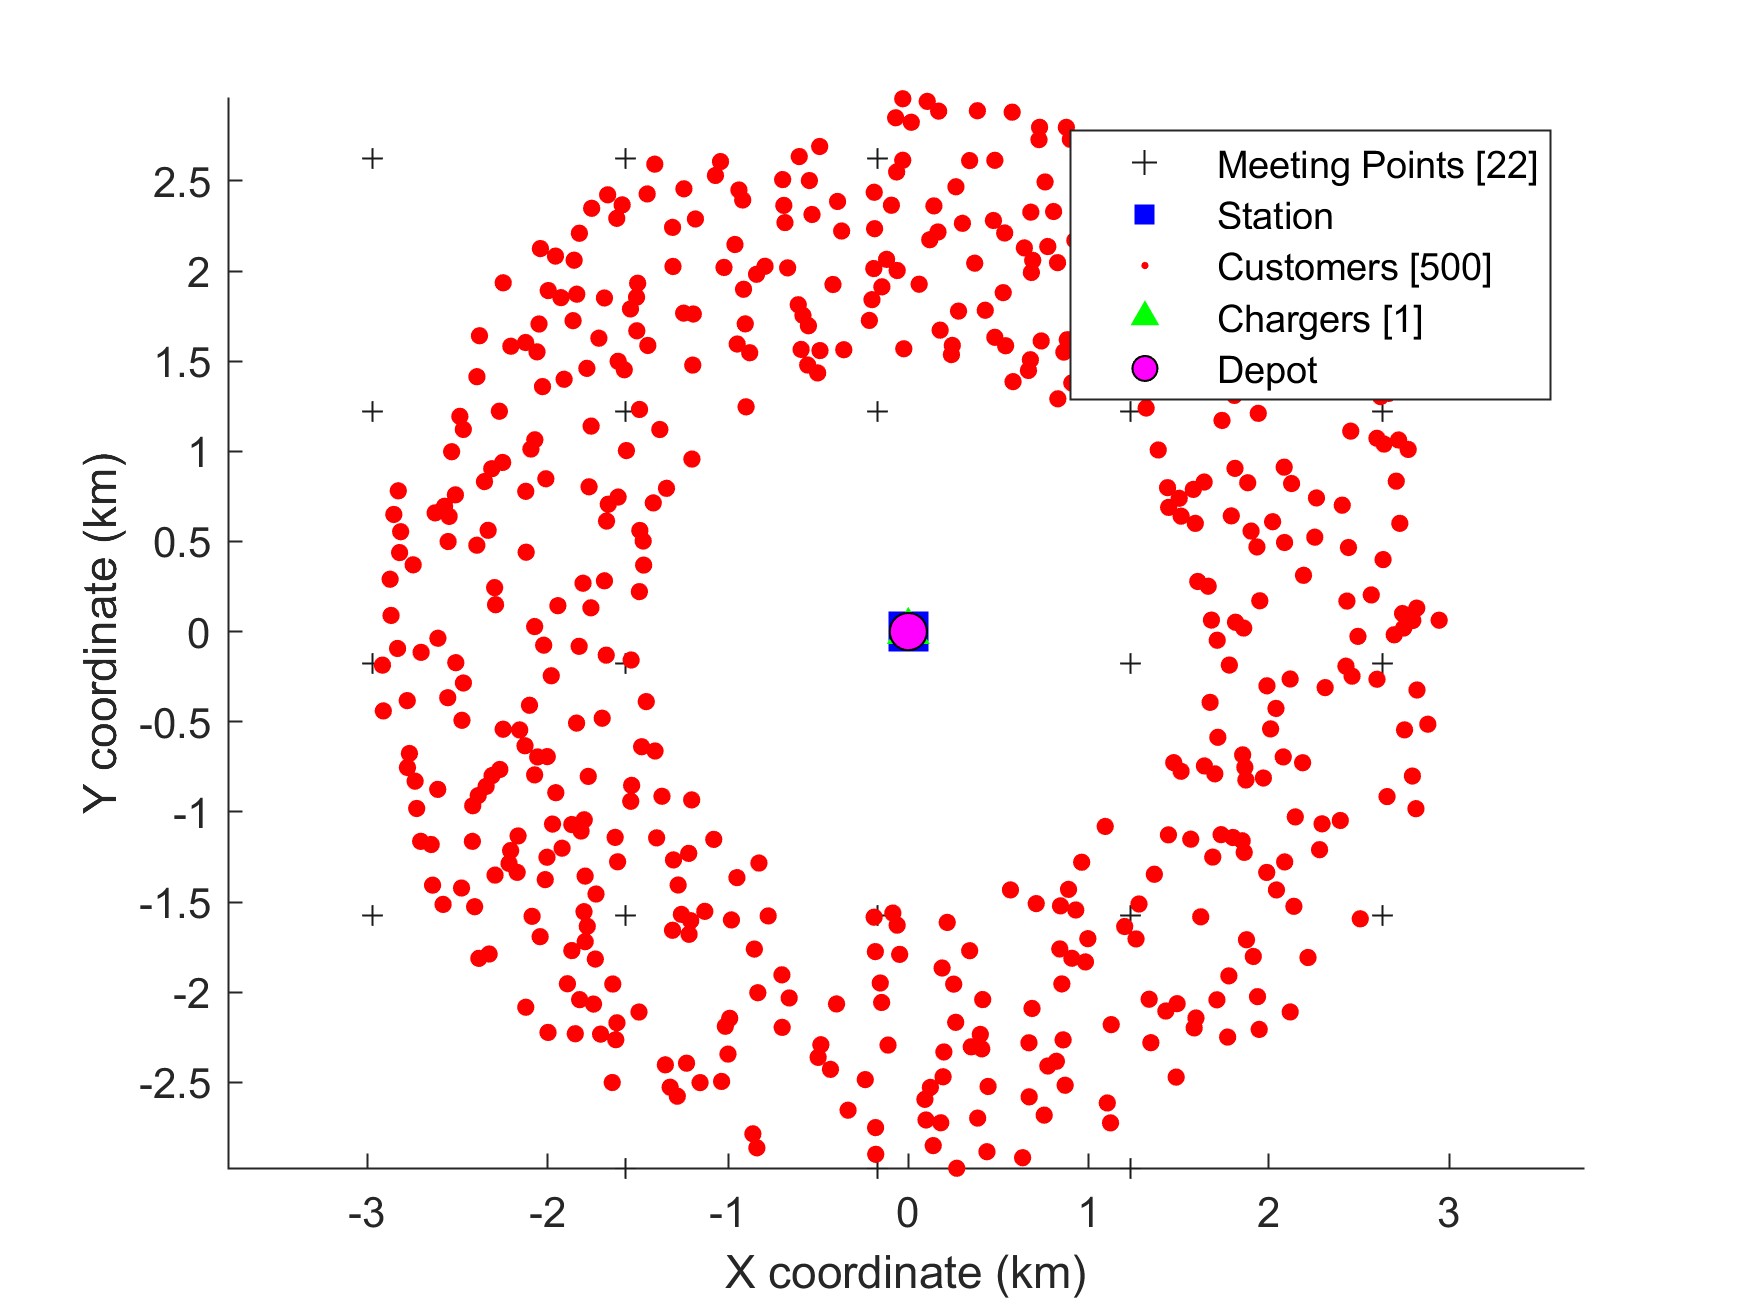 Meeting Points [22]
Station
Customers [500]
Chargers [1]
Depot
2.5
2
1.5
1
0.5
0
-0.5
-1
-1.5
-2
-2.5
Y coordinate (km)
-3 -2 -1 0 1 2 3
X coordinate (km)